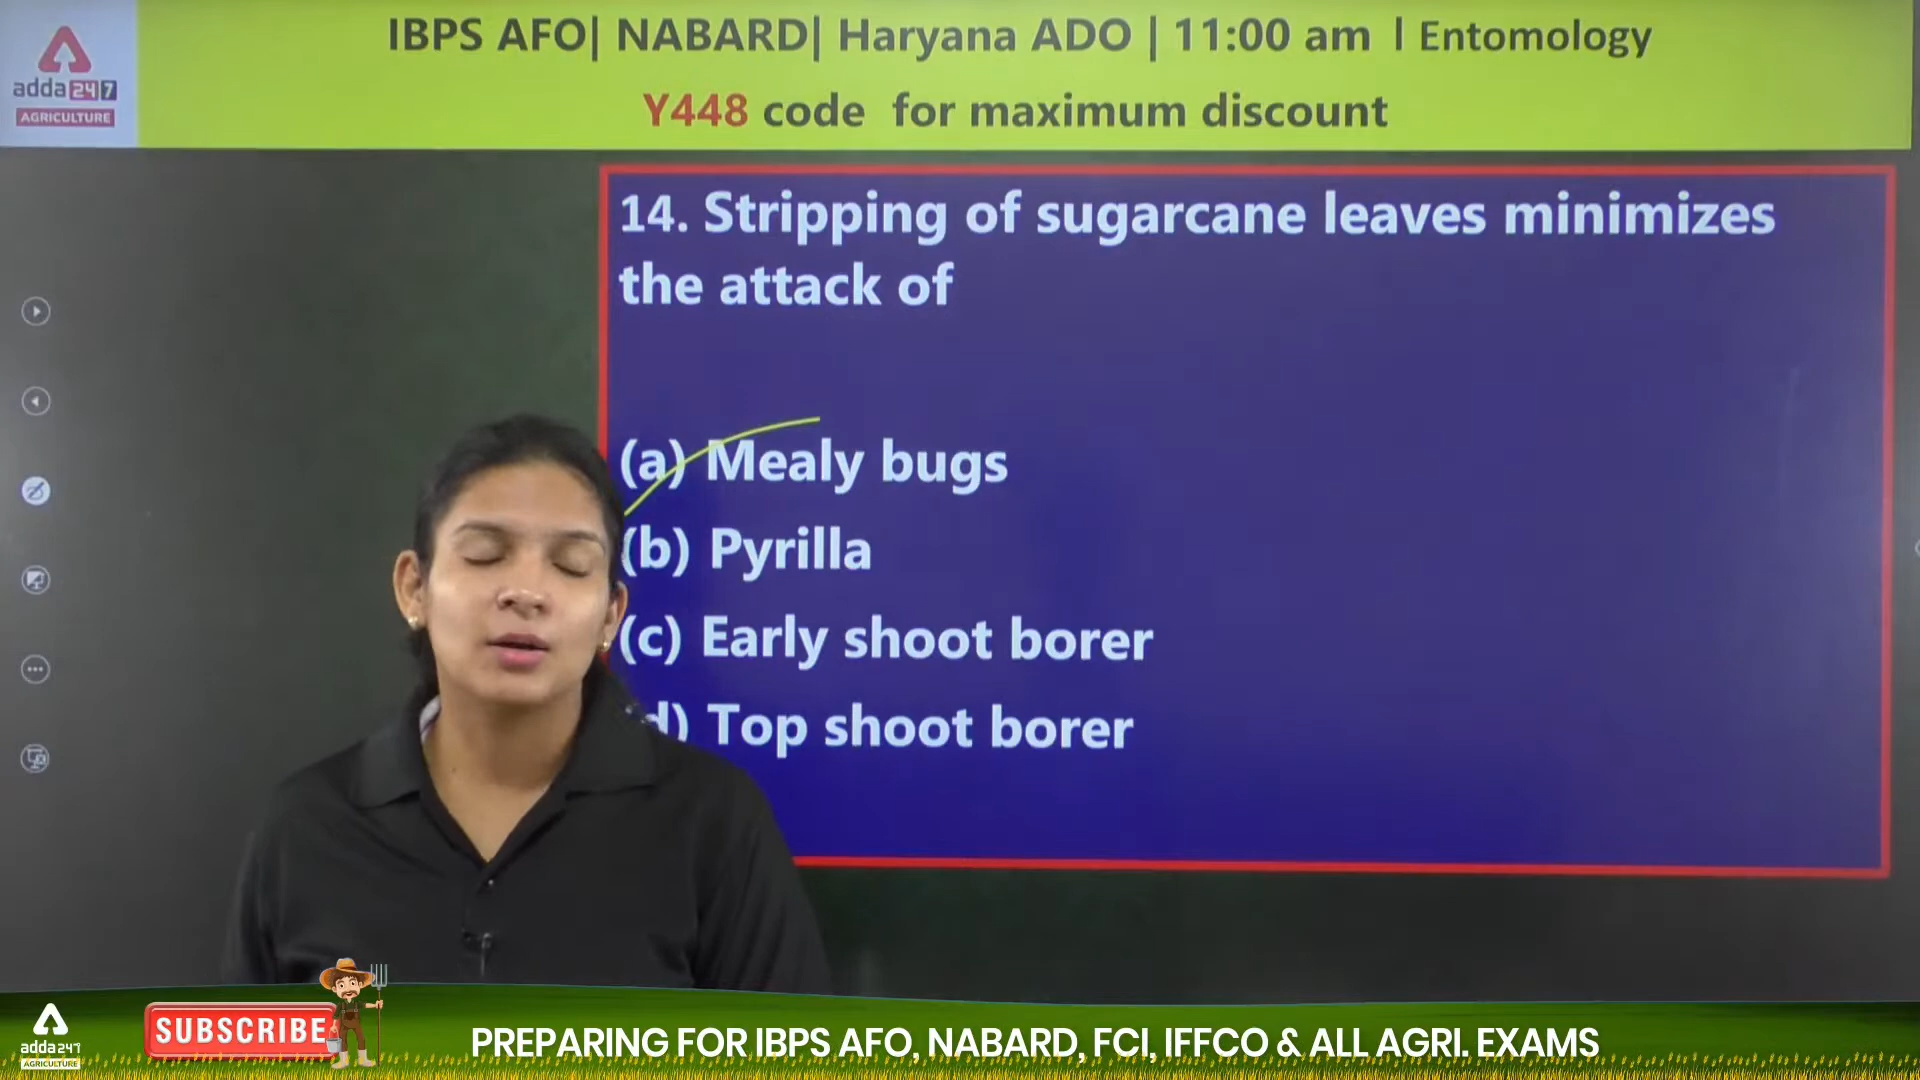 IBPS AFO| NABARD| Haryana ADO | 11:00 am l Entomology
Y448 code for maximum discount
adda247
AGRICULTURE
14. Stripping of sugarcane leaves minimizes
the attack of
(a) Mealy bugs
(b) Pyrilla
(c) Early shoot borer
d) Top shoot borer
SUBSCRIBE
adda247
AGRICULTURE
PREPARING FOR IBPS AFO, NABARD, FCI, IFFCO & ALL AGRI. EXAMS